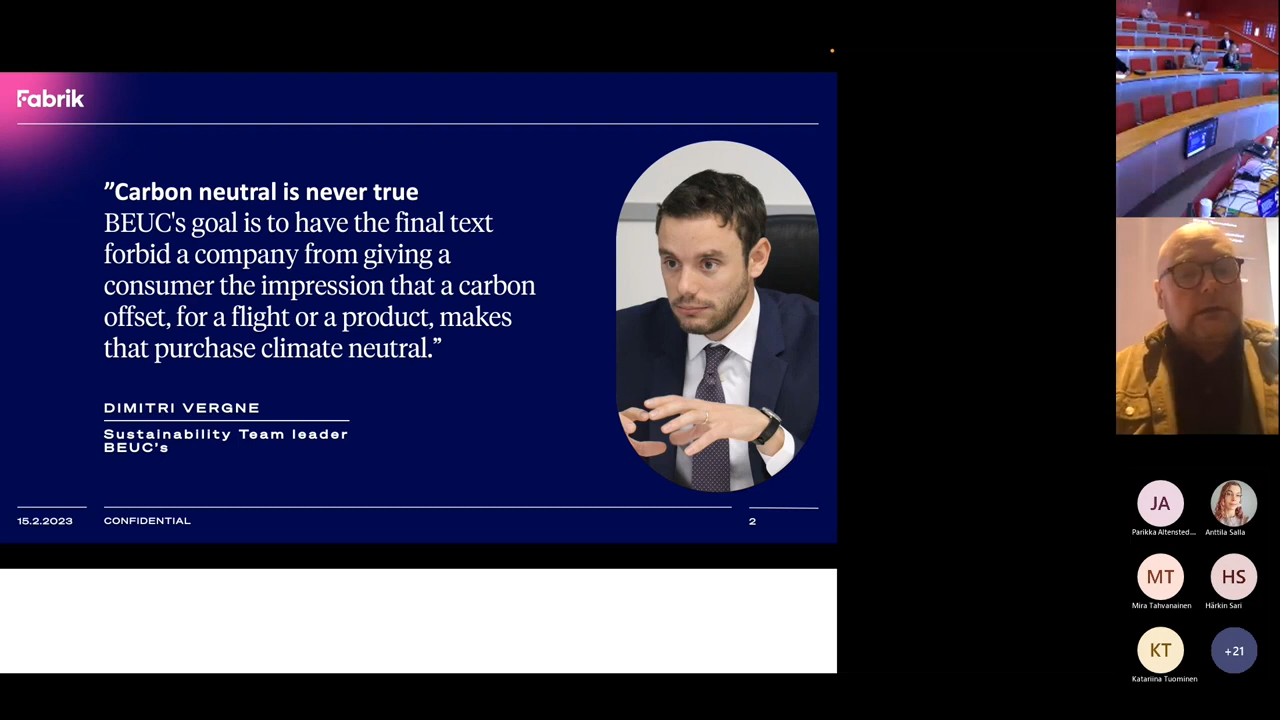 Fabrik
”Carbon neutral is never true
BEUC's goal is to have the final text
forbid a company from giving a
consumer the impression that a carbon
offset, for a flight or a product, makes
that purchase climate neutral.”
DIMITRI VERGNE
Sustainability Team leader
BEUC’s
15.2.2023
CONFIDENTIAL
2
JA
Parikka Altensted...
Anttila Salla
MT
Mira Tahvanainen
HS
Härkin Sari
KT
Katariina Tuominen
+21